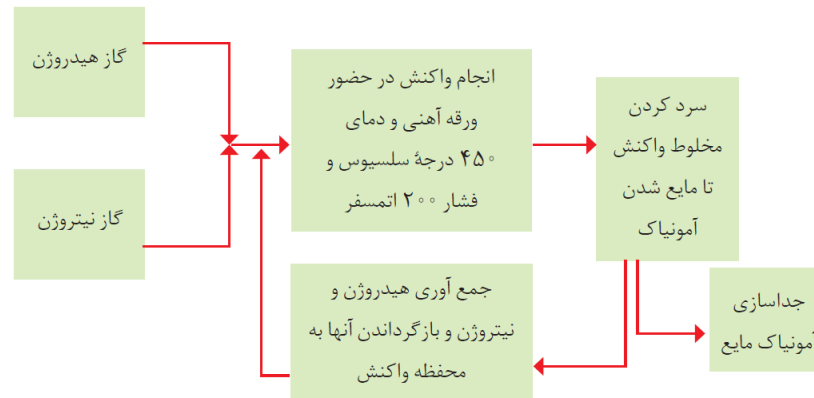 گاز هیدروژن
گاز نیتروژن
انجام واکنش در حضور
ورقه آهنی و دمای
۴۵۰ درجهٔ سلسیوس و
فشار ۲۰۰ اتمسفر
سرد کردن
مخلوط واکنش
تا مایع شدن
آمونیاک
جمع آوری هیدروژن و
نیتروژن و بازگرداندن آنها به
محفظه واکنش
جداسازی
آمونیاک مایع